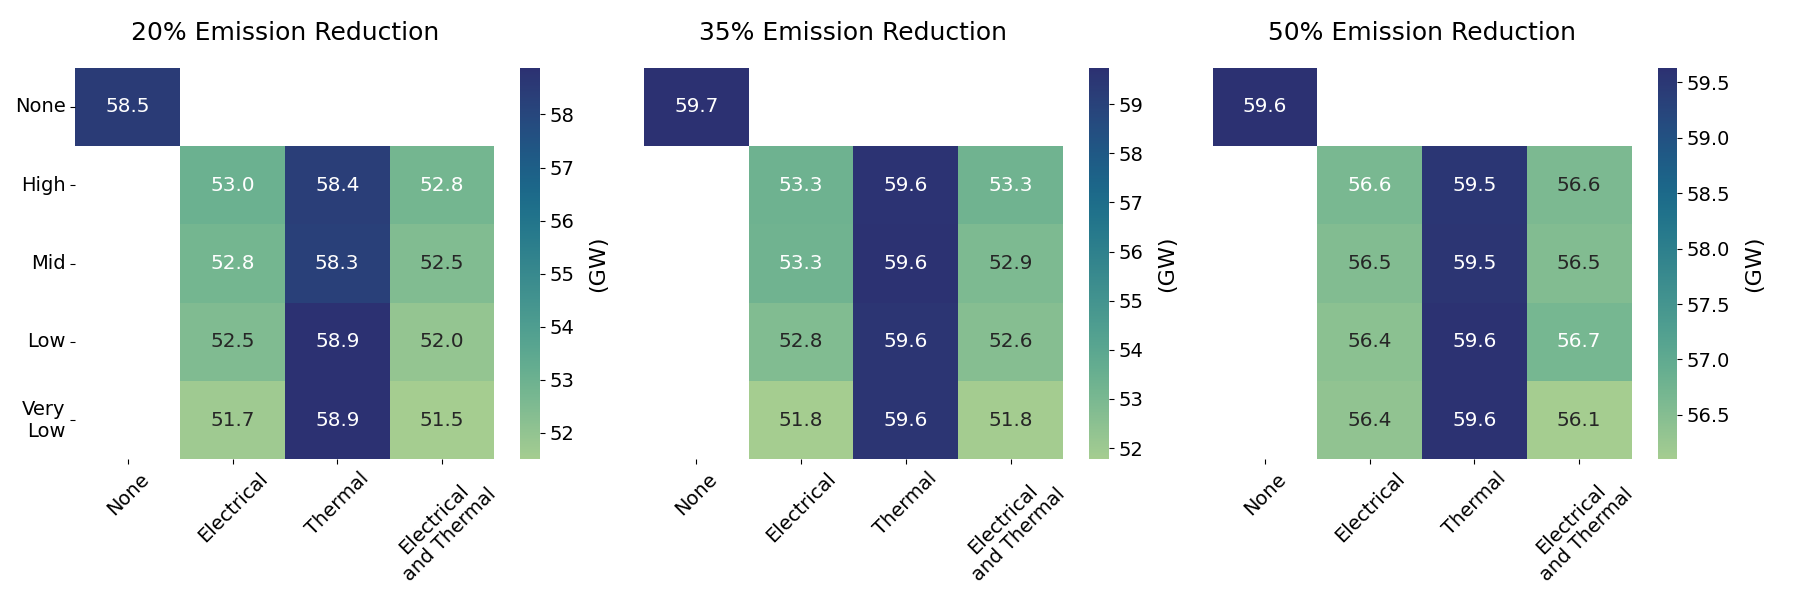 20% Emission Reduction
None
High
Mid
Low
Very
Low
58.5
53.0 58.4 52.8
52.8 58.3 52.5
52.5 58.9 52.0
51.7 58.9 51.5
None
Electrical
Thermal
Electrical
and Thermal
58
57
56
55
54
53
52
(GW)
35% Emission Reduction
59.7
53.3 59.6 53.3
53.3 59.6 52.9
52.8 59.6 52.6
51.8 59.6 51.8
None
Electrical
Thermal
Electrical
and Thermal
59
58
57
56
55
54
53
52
(GW)
50% Emission Reduction
59.6
56.6 59.5 56.6
56.5 59.5 56.5
56.4 59.6 56.7
56.4 59.6 56.1
None
Electrical
Thermal
Electrical
and Thermal
59.5
59.0
58.5
58.0
57.5
57.0
56.5
(GW)